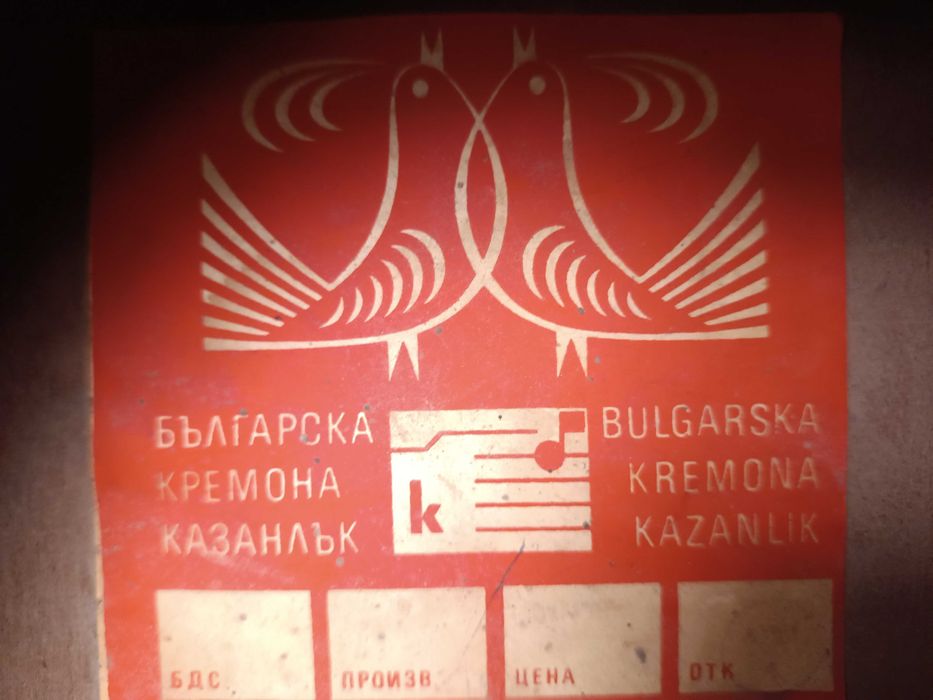 БЪЛГАРСКА
КРЕМОНА
КАЗАНЛЪК
k
BULGARSKA
KREMONA
KAZANLIK
БДС
ПРОИЗВ
ЦЕНА
ОТК